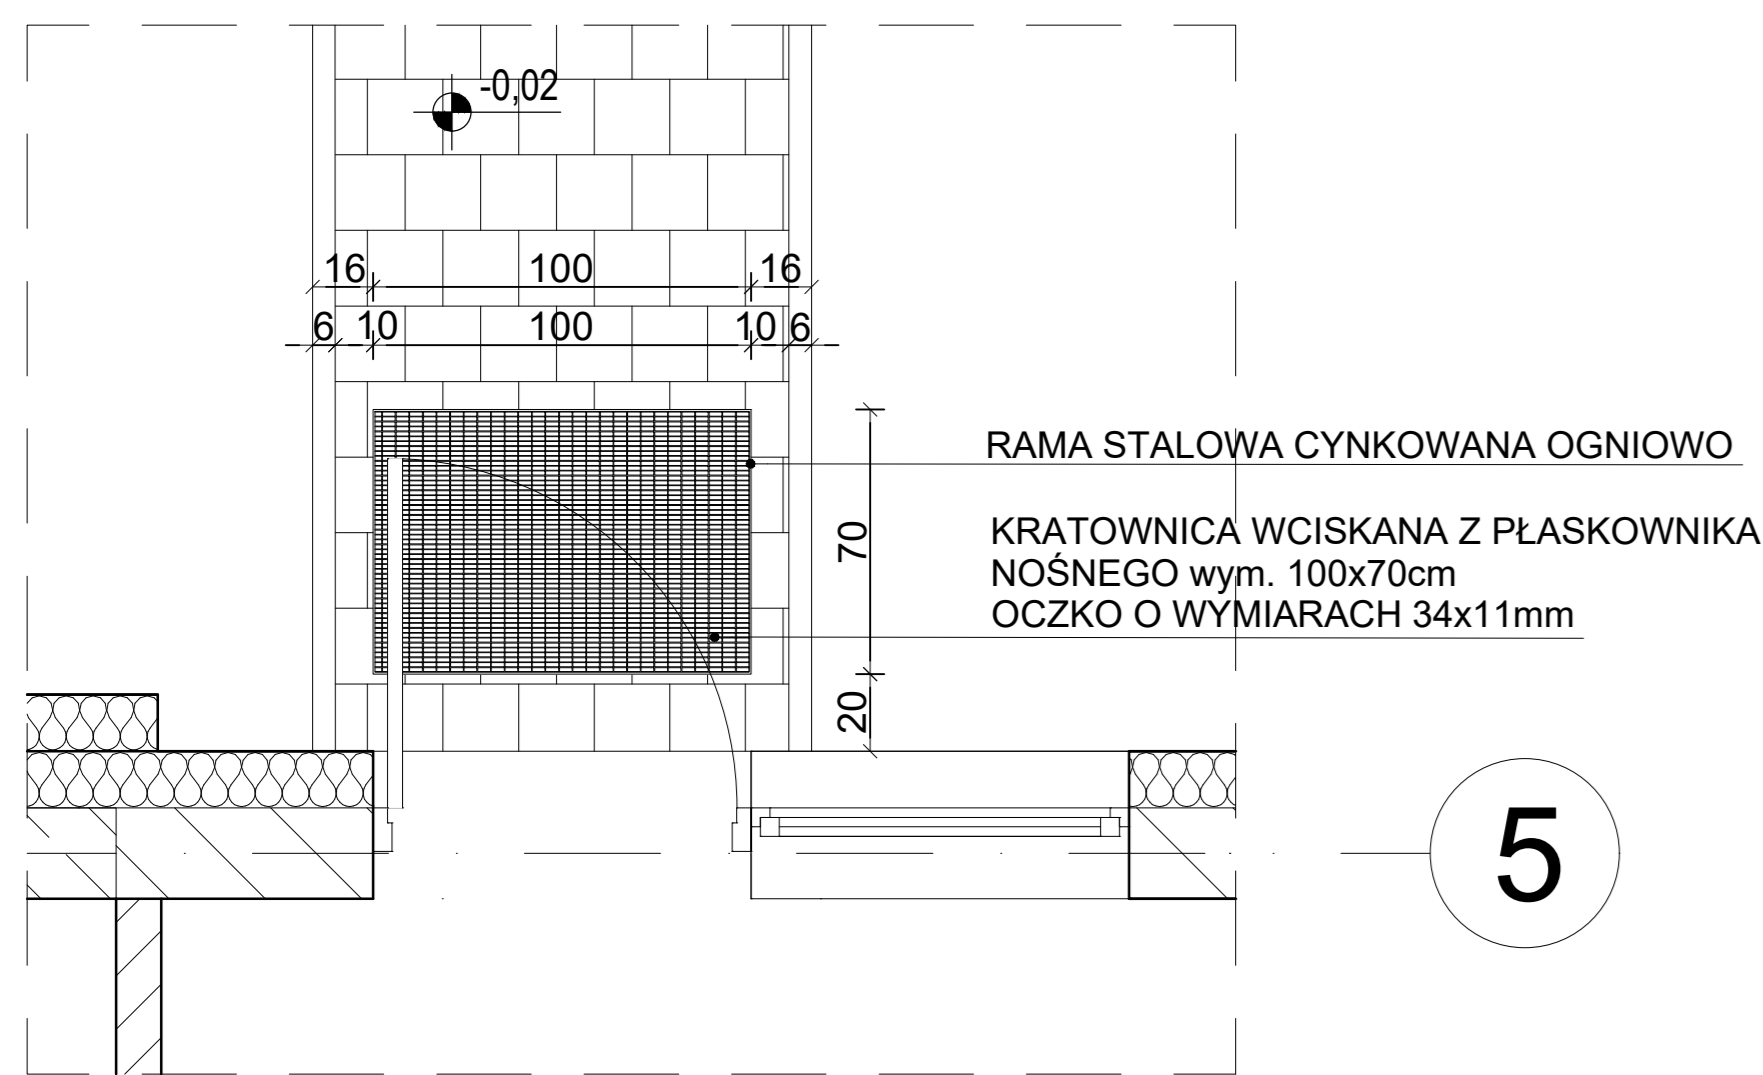 -0,02
16 100 16
6 10 100 10 6
RAMA STALOWA CYNKOWANA OGNIOWO
KRATOWNICA WCISKANA Z PŁASKOWNIKA
NOŚNEGO wym. 100x70cm
OCZKO O WYMIARACH 34x11mm
70
20
5